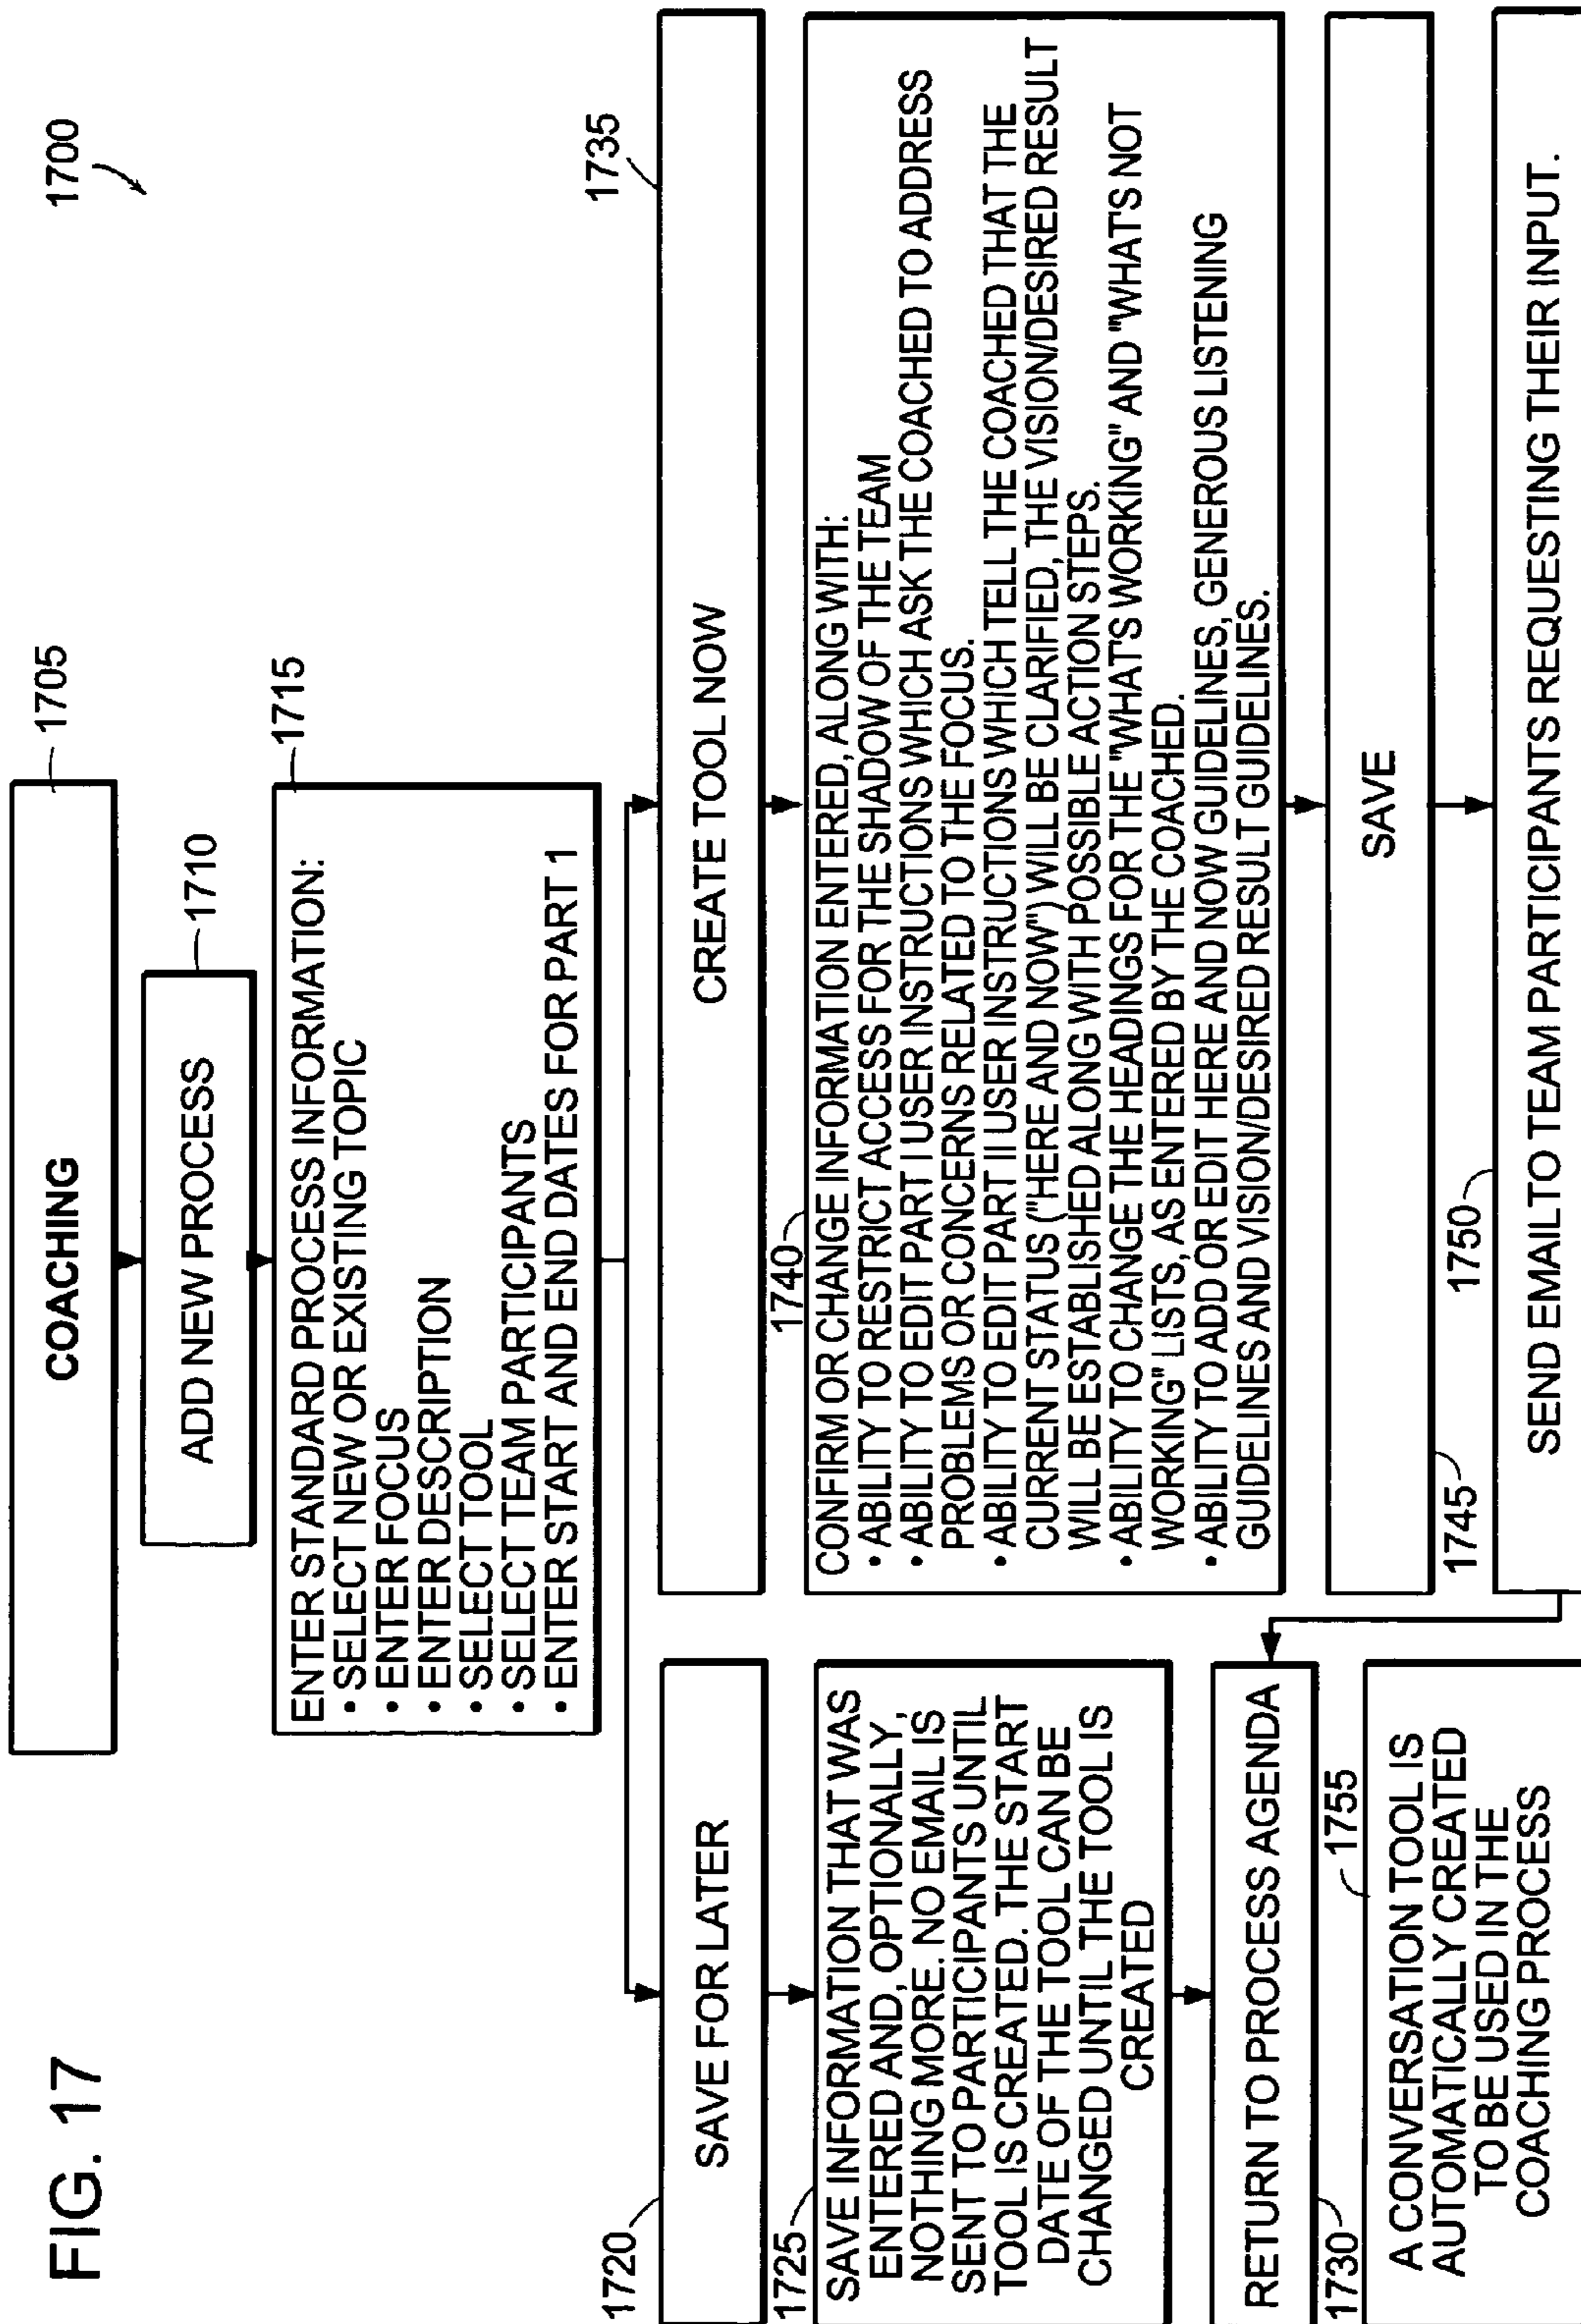 FIG. 17
1700
COACHING
1705
ADD NEW PROCESS
1710
ENTER STANDARD PROCESS INFORMATION:
• SELECT NEW OR EXISTING TOPIC
• ENTER FOCUS
• ENTER DESCRIPTION
• SELECT TOOL
• SELECT TEAM PARTICIPANTS
• ENTER START AND END DATES FOR PART 1
1715
1720
SAVE FOR LATER
1725
SAVE INFORMATION THAT WAS
ENTERED AND, OPTIONALLY,
NOTHING MORE. NO EMAIL IS
SENT TO PARTICIPANTS UNTIL
TOOL IS CREATED. THE START
DATE OF THE TOOL CAN BE
CHANGED UNTIL THE TOOL IS
CREATED
RETURN TO PROCESS AGENDA
1730
1755
A CONVERSATION TOOL IS
AUTOMATICALLY CREATED
TO BE USED IN THE
COACHING PROCESS
1735
CREATE TOOL NOW
1740
CONFIRM OR CHANGE INFORMATION ENTERED, ALONG WITH:
• ABILITY TO RESTRICT ACCESS FOR THE SHADOW OF THE TEAM
• ABILITY TO EDIT PART I USER INSTRUCTIONS WHICH ASK THE COACHED TO ADDRESS
PROBLEMS OR CONCERNS RELATED TO THE FOCUS.
• ABILITY TO EDIT PART III USER INSTRUCTIONS WHICH TELL THE COACHED THAT THE
CURRENT STATUS ("HERE AND NOW") WILL BE CLARIFIED, THE VISION/DESIRED RESULT
WILL BE ESTABLISHED ALONG WITH POSSIBLE ACTION STEPS.
• ABILITY TO CHANGE THE HEADINGS FOR THE "WHAT'S WORKING" AND "WHAT'S NOT
WORKING" LISTS, AS ENTERED BY THE COACHED.
• ABILITY TO ADD OR EDIT HERE AND NOW GUIDELINES, GENEROUS LISTENING
GUIDELINES AND VISION/DESIRED RESULT GUIDELINES.
SAVE
1745
1750
SEND EMAIL TO TEAM PARTICIPANTS REQUESTING THEIR INPUT.